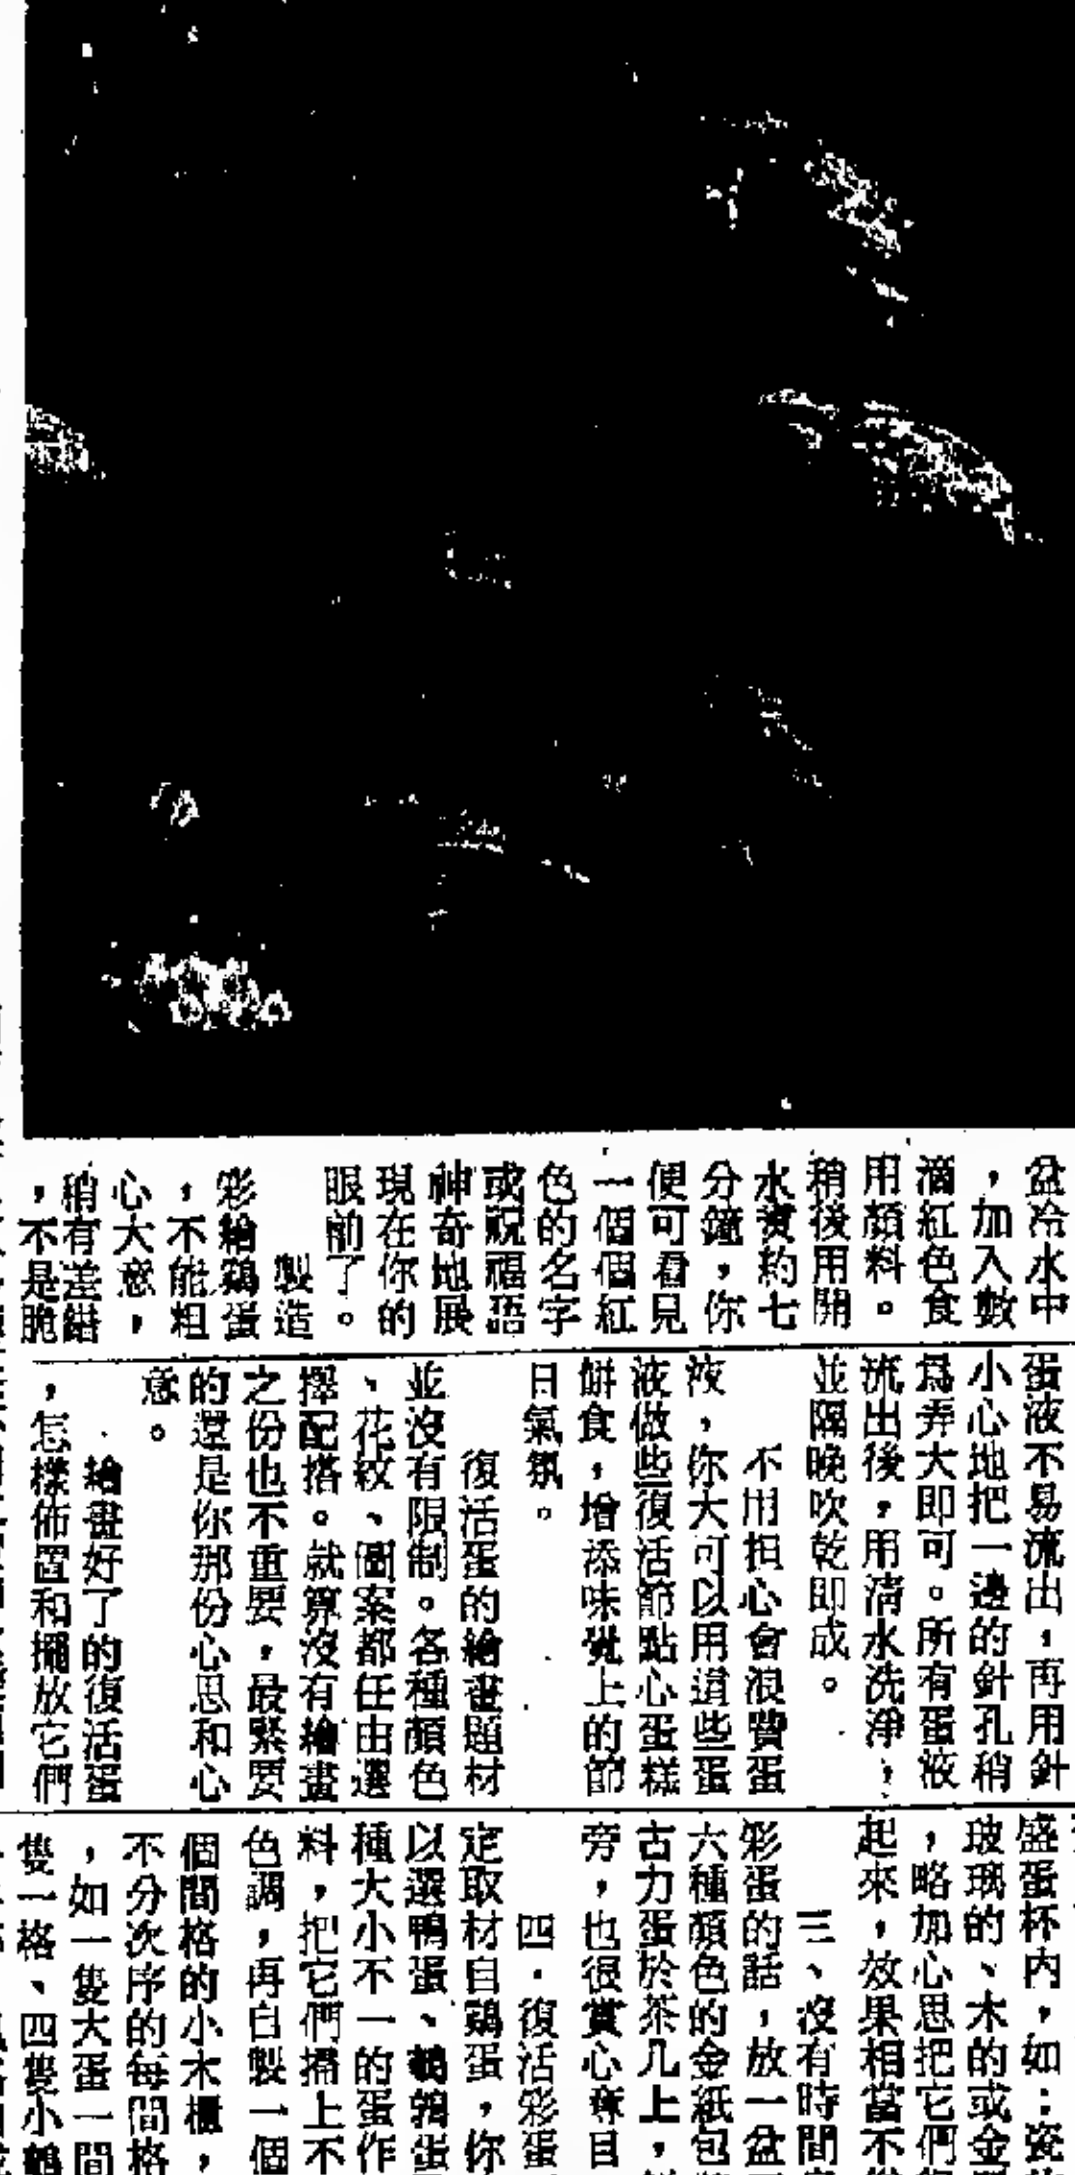 盆冷水中
，加入數
滴紅色食
用顏料。
稍後用開
水煮約七
分鐘，你
便可看見
一個個紅
色的名字
或祝福語
神奇地展
現在你的
眼前了。
製造
彩繪鷄蛋
，不能粗
心大意，
稍有差錯
，不是脆
蛋液不易流出，再用針
小心地把一邊的針孔稍
爲弄大即可。所有蛋液
流出後，用清水洗淨，
並隔晚吹乾即成。
不用担心會浪費蛋
液，你大可以用這些蛋
液做些復活節點心蛋糕
餅食，增添味覺上的節
日氣氛。
復活蛋的繪畫題材
並沒有限制。各種顏色
、花紋、圖案都任由選
擇配搭。就算沒有繪畫
之份也不重要，最緊要
的還是你那份心思和心
意。
繪畫好了的復活蛋
，怎樣佈置和擺放它們
盛蛋杯內，如：瓷
玻璃的、木的或金
，略加心思把它們
起來，效果相當不
三、沒有時間
彩蛋的話，放一盆
六種顏色的金紙包
古力蛋於茶几上，
旁，也很賞心奪目
四．復活彩蛋
定取材自鷄蛋，你
以選鴨蛋、鵪鶉蛋
種大小不一的蛋作
料，把它們搨上不
色調，再自製一個
個間格的小木櫃，
不分次序的每間格
，如一隻大蛋一間
隻一格、四隻小鵪